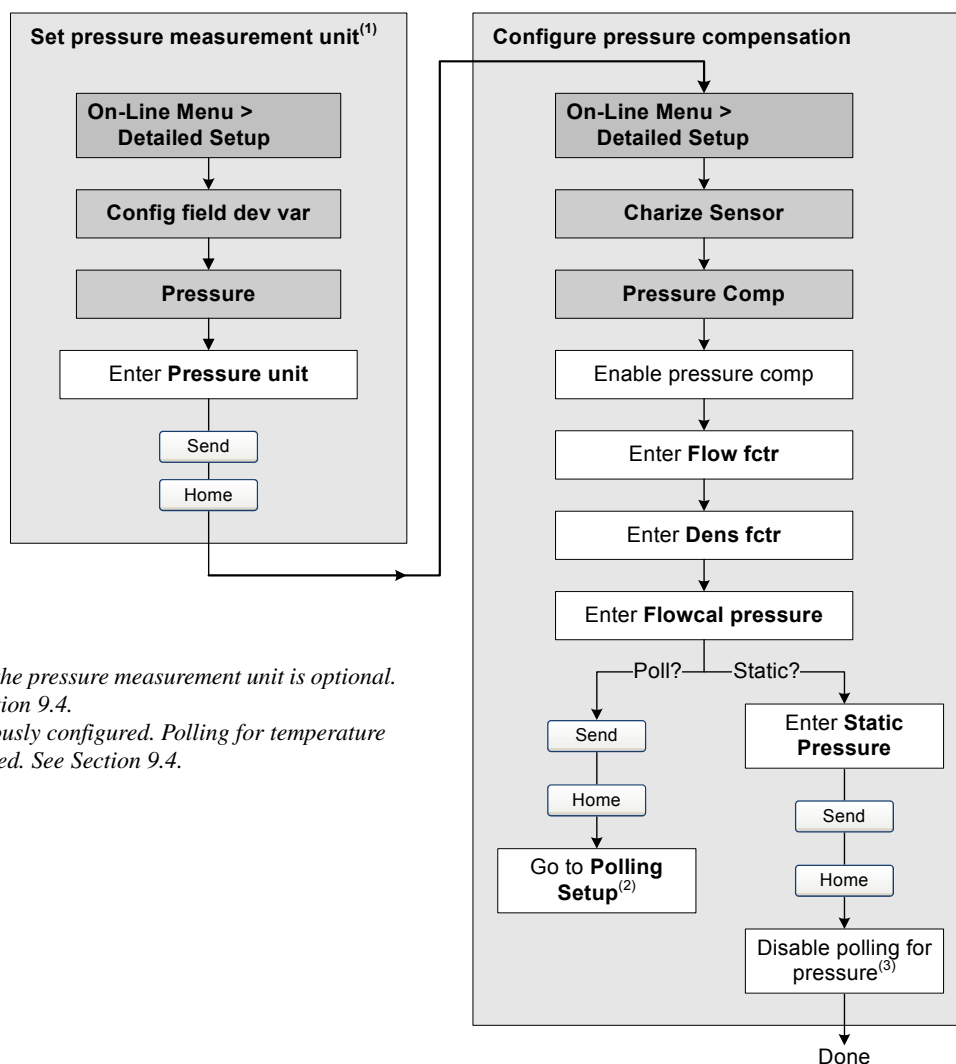 Set pressure measurement unit(1)
On-Line Menu >
Detailed Setup
Config field dev var
Pressure
Enter Pressure unit
Send
Home
Configure pressure compensation
On-Line Menu >
Detailed Setup
Charize Sensor
Pressure Comp
Enable pressure comp
Enter Flow fctr
Enter Dens fctr
Enter Flowcal pressure
Poll?
Static?
Send
Home
Go to Polling
Setup(2)
Enter Static
Pressure
Send
Home
Disable polling for
pressure(3)
Done
the pressure measurement unit is optional.
tion 9.4.
ously configured. Polling for temperature
ed. See Section 9.4.